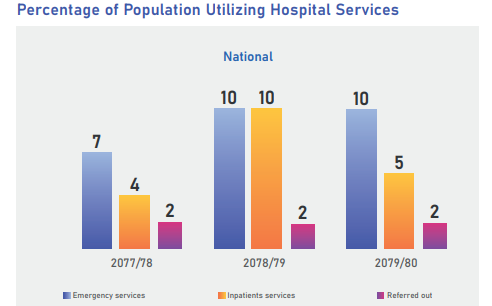 Percentage of Population Utilizing Hospital Services
National
7
4
2
10
10
2
10
5
2
2077/78
2078/79
2079/80
Emergency services
Inpatients services
Referred out